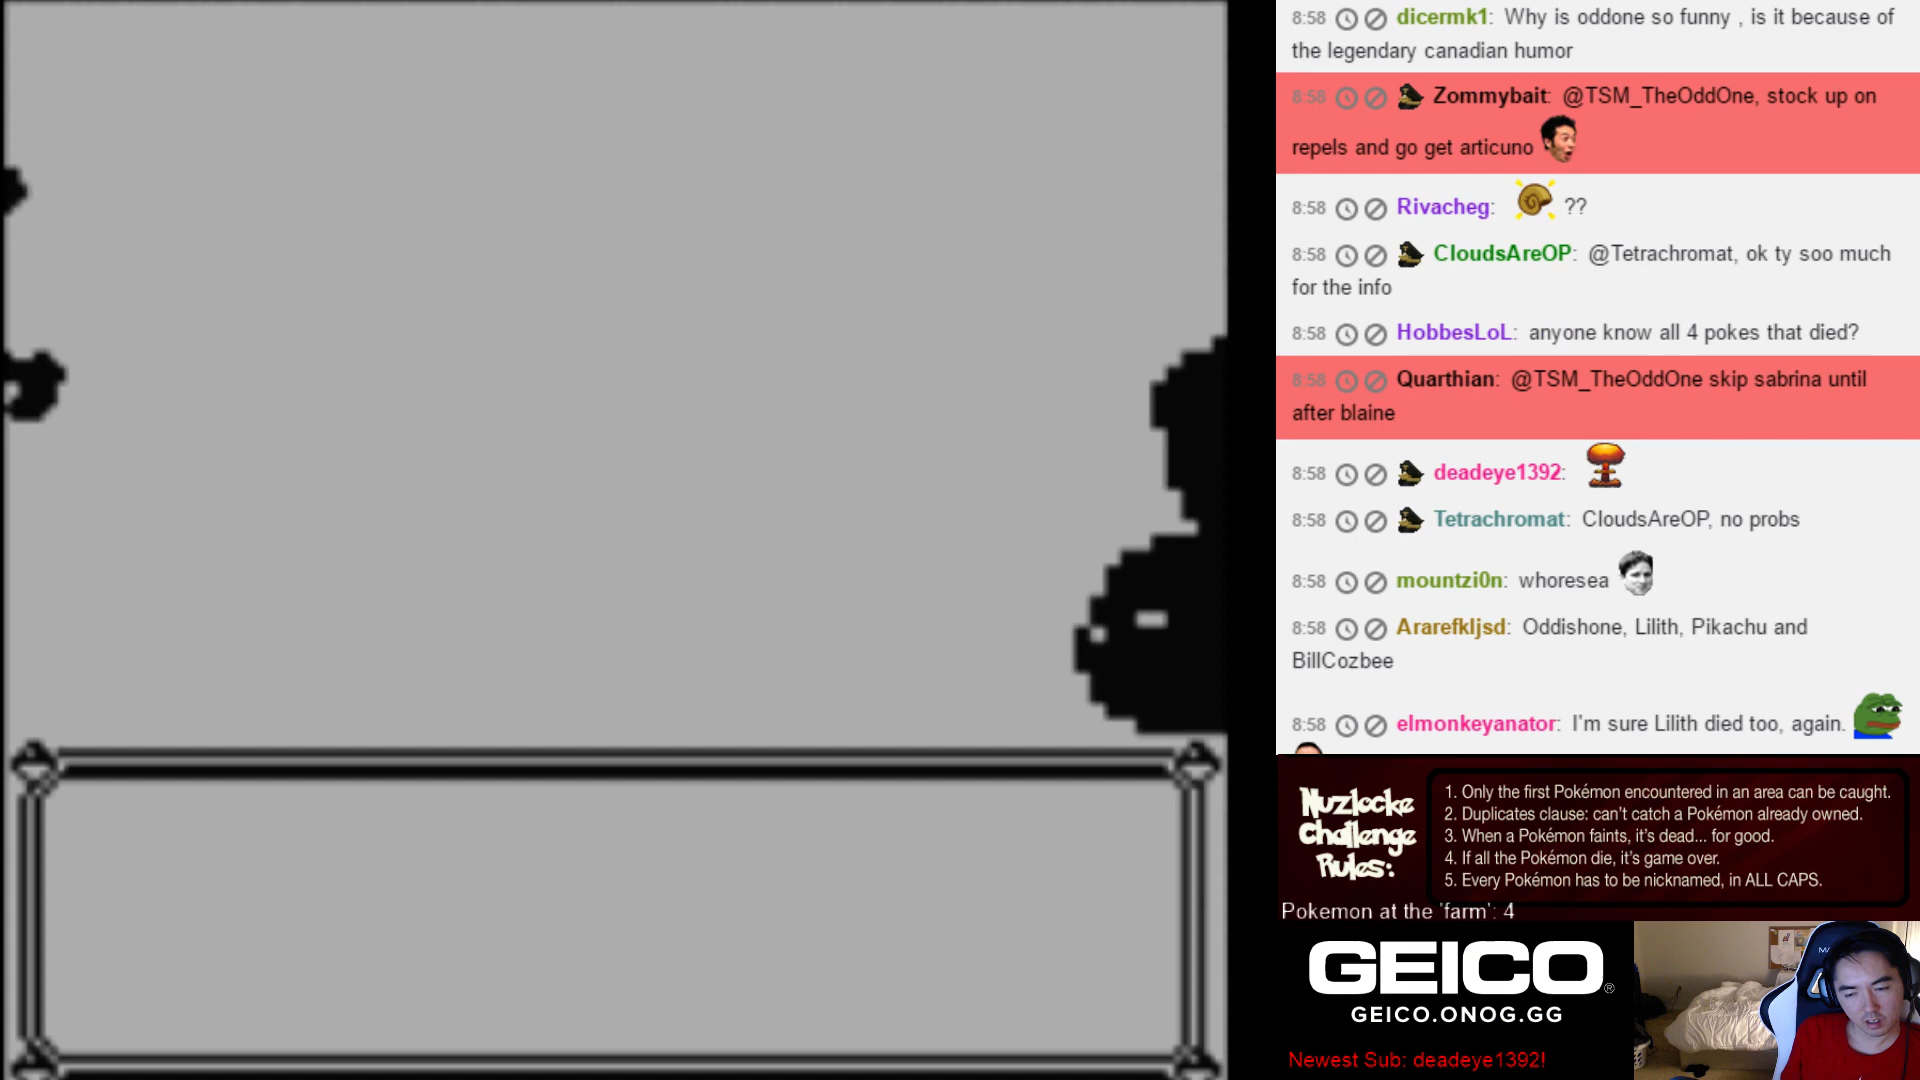 8:58 dicermk1: Why is oddone so funny , is it because of
the legendary canadian humor
8:58 Zommybait: @TSM_TheOddOne, stock up on
repels and go get articuno
8:58 Rivacheg: ??
8:58 CloudsAreOP: @Tetrachromat, ok ty soo much
for the info
8:58 HobbesLoL: anyone know all 4 pokes that died?
8:58 Quarthian: @TSM_TheOddOne skip sabrina until
after blaine
8:58 deadeye1392:
8:58 Tetrachromat: CloudsAreOP, no probs
8:58 mountzi0n: whoresea
8:58 Ararefkljsd: Oddishone, Lilith, Pikachu and
BillCozbee
8:58 elmonkeyanator: I'm sure Lilith died too, again.
Nuzlocke
Challenge
Rules:
1. Only the first Pokémon encountered in an area can be caught.
2. Duplicates clause: can't catch a Pokémon already owned.
3. When a Pokémon faints, it's dead... for good.
4. If all the Pokémon die, it's game over.
5. Every Pokémon has to be nicknamed, in ALL CAPS.
Pokemon at the 'farm': 4
GEICO®
GEICO.ONOG.GG
Newest Sub: deadeye1392!